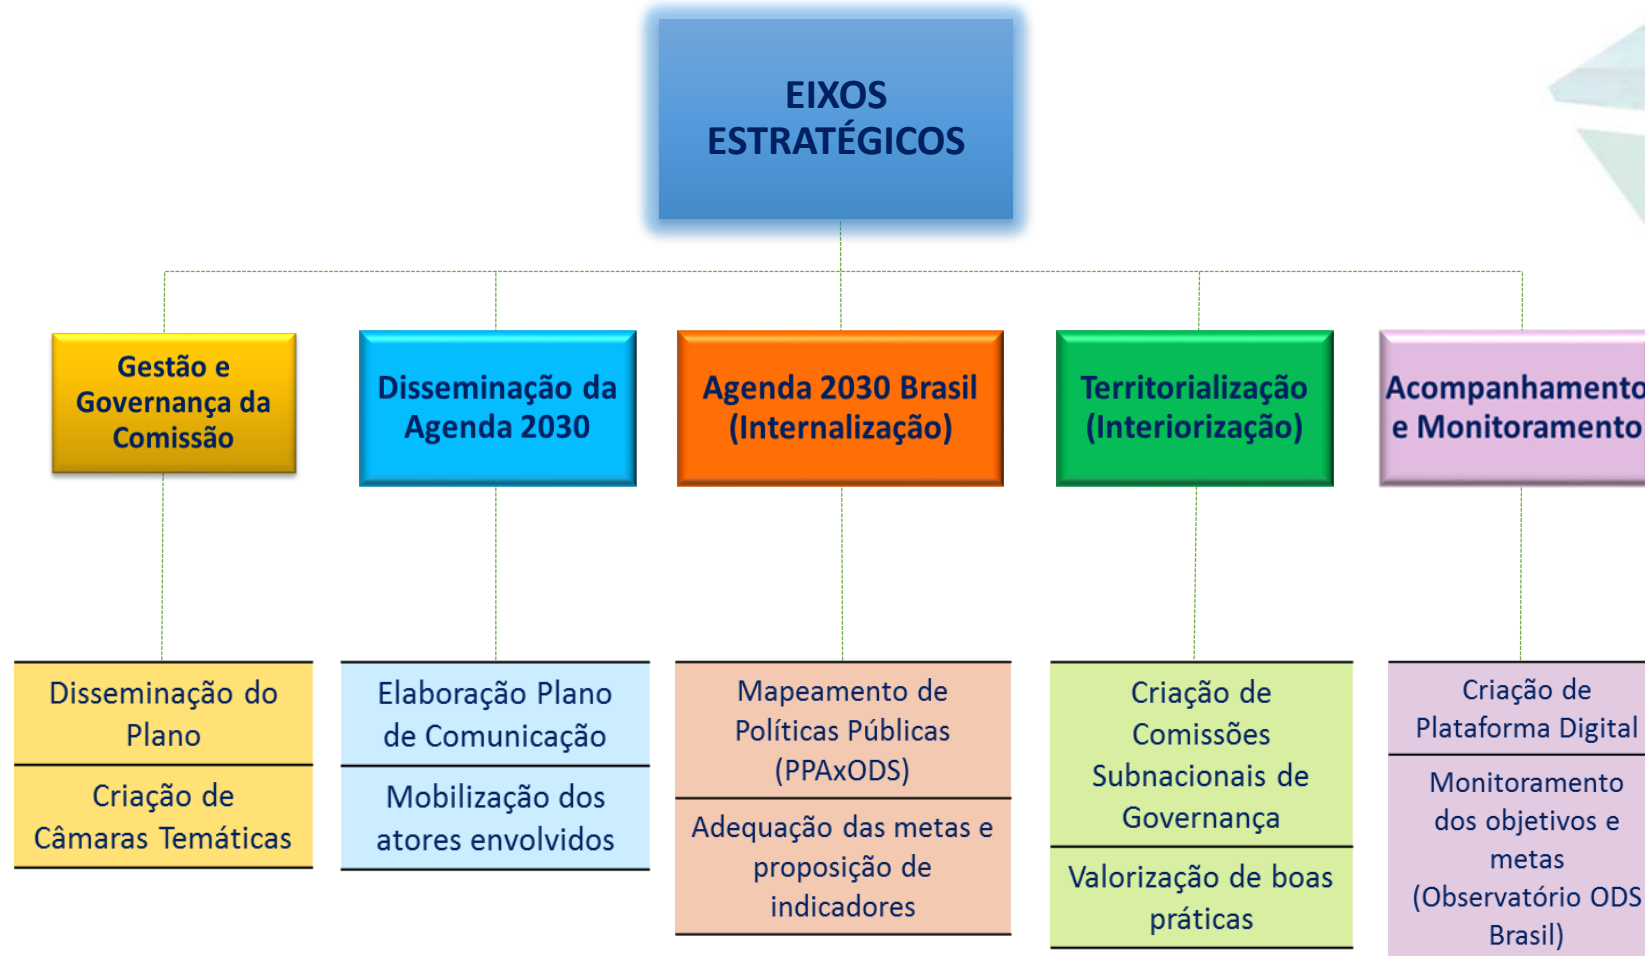 EIXOS
ESTRATÉGICOS
Gestão e
Governança da
Comissão
Disseminação da
Agenda 2030
Agenda 2030 Brasil
(Internalização)
Territorialização
(Interiorização)
Acompanhamento
e Monitoramento
Disseminação do
Plano
Criação de
Câmaras Temáticas
Elaboração Plano
de Comunicação
Mobilização dos
atores envolvidos
Mapeamento de
Políticas Públicas
(PPAxODS)
Adequação das metas e
proposição de
indicadores
Criação de
Comissões
Subnacionais de
Governança
Valorização de boas
práticas
Criação de
Plataforma Digital
Monitoramento
dos objetivos e
metas
(Observatório ODS
Brasil)